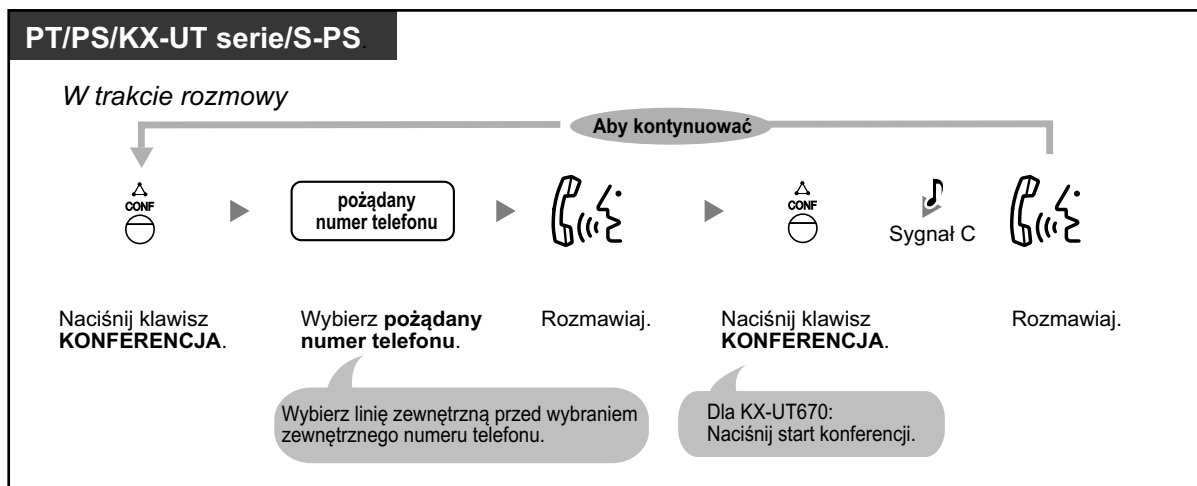 PT/PS/KX-UT serie/S-PS.
W trakcie rozmowy
Aby kontynuować
CONF
pożądany
numer telefonu
CONF
Sygnał C
Naciśnij klawisz
KONFERENCJA.
Wybierz pożądany
numer telefonu.
Rozmawiaj.
Naciśnij klawisz
KONFERENCJA.
Rozmawiaj.
Wybierz linię zewnętrzną przed wybraniem
zewnętrznego numeru telefonu.
Dla KX-UT670:
Naciśnij start konferencji.